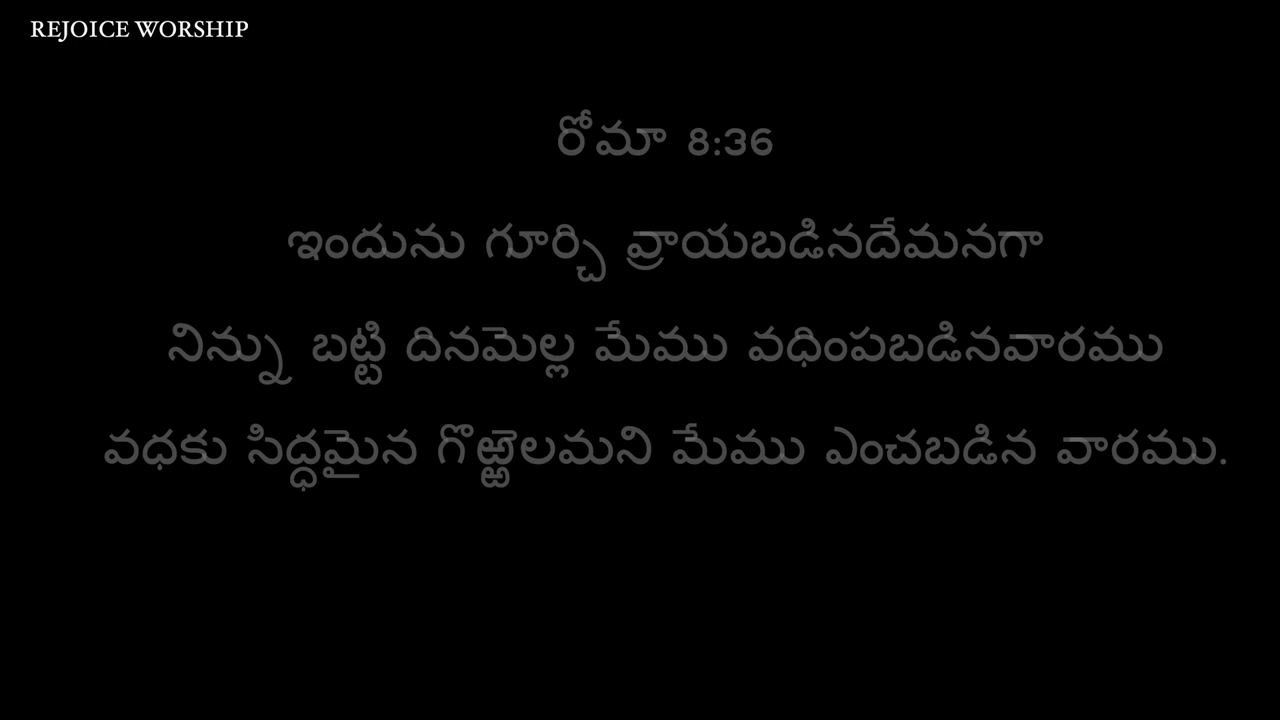 REJOICE WORSHIP
రోమా 8:36
ఇందును గూర్చి వ్రాయబడినదేమనగా
నిన్ను బట్టి దినమెల్ల మేము వధింపబడినవారము
వధకు సిద్ధమైన గొఱ్ఱెలమని మేము ఎంచబడిన వారము.